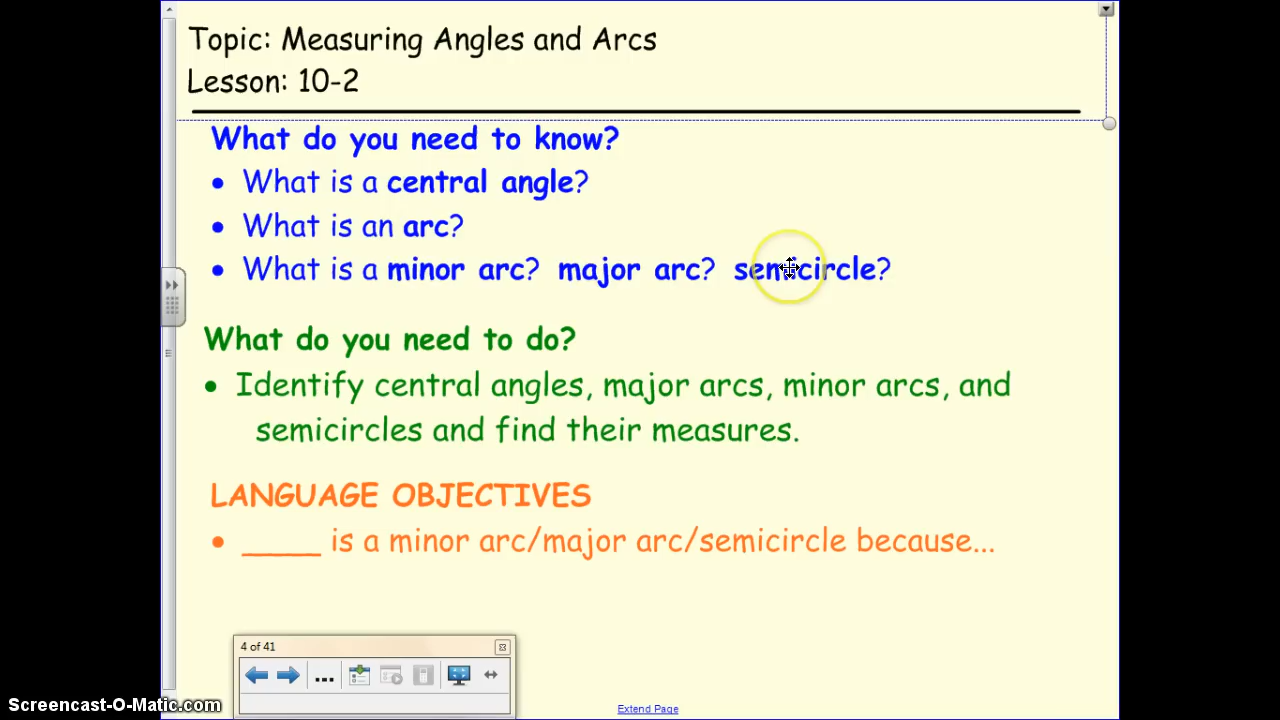 Topic: Measuring Angles and Arcs
Lesson: 10-2
What do you need to know?
• What is a central angle?
• What is an arc?
• What is a minor arc? major arc? semicircle?
What do you need to do?
• Identify central angles, major arcs, minor arcs, and
semicircles and find their measures.
LANGUAGE OBJECTIVES
• ____ is a minor arc/major arc/semicircle because...
4 of 41
Extend Page
Screencast-O-Matic.com